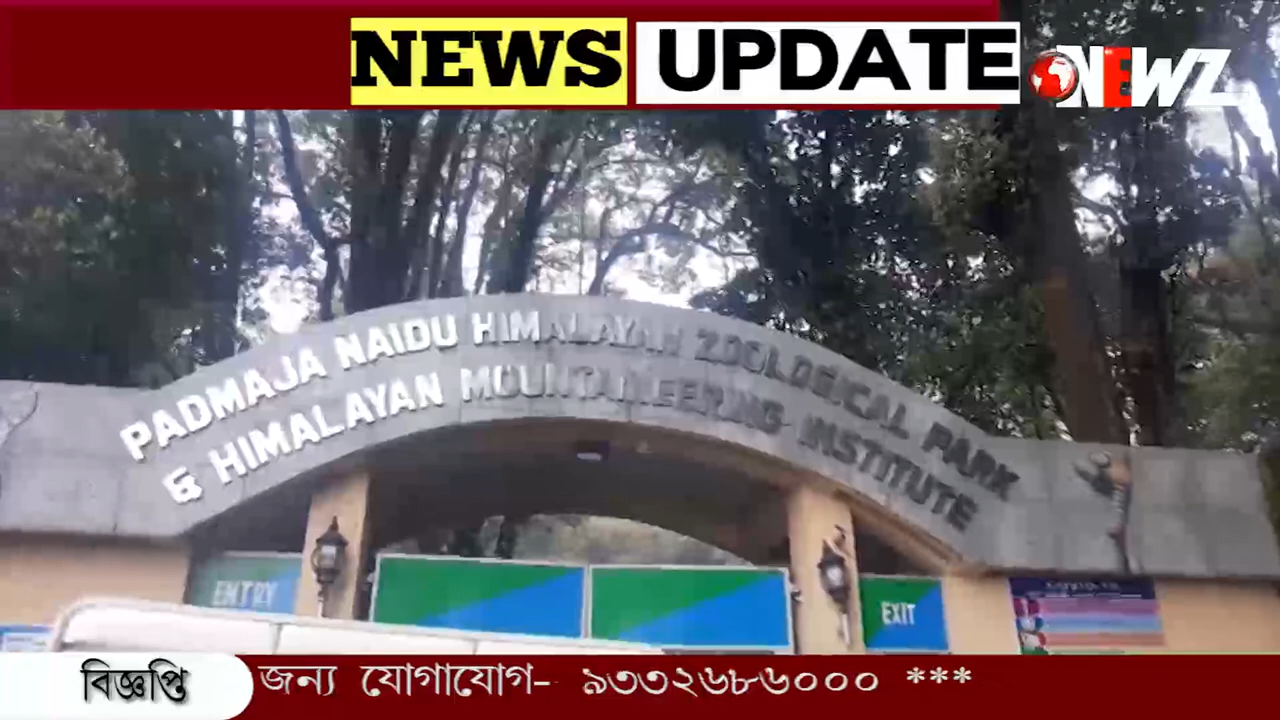 NEWS UPDATE NEWZ
PADMAJA NAIDU HIMALAYAN ZOOLOGICAL PARK
& HIMALAYAN MOUNTAINEERING INSTITUTE
ENTRY
EXIT
বিজ্ঞপ্তি জন্য যোগাযোগ- ৯৩৩২৬৮৬০০০ ***